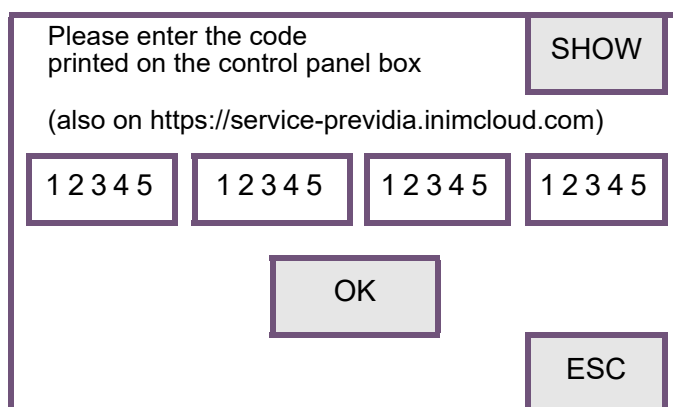 Please enter the code
printed on the control panel box
SHOW
(also on https://service-previdia.inimcloud.com)
1 2 3 4 5
1 2 3 4 5
1 2 3 4 5
1 2 3 4 5
OK
ESC